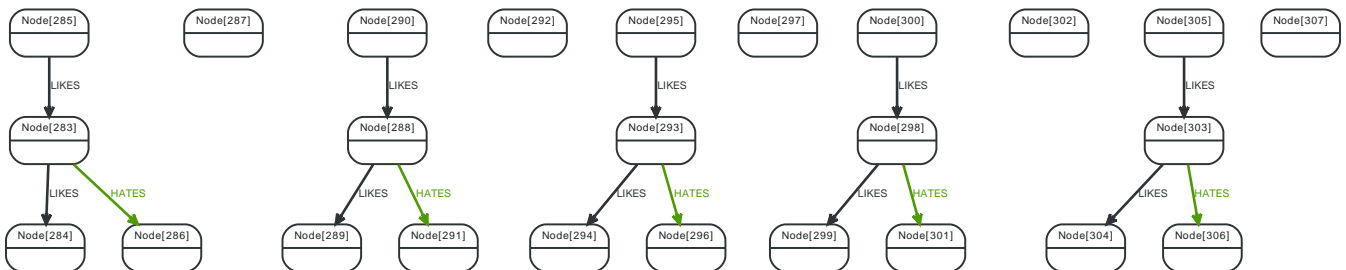 Node[285]
Node[287]
Node[290]
Node[292]
Node[295]
Node[297]
Node[300]
Node[302]
Node[305]
Node[307]
LIKES
LIKES
LIKES
LIKES
LIKES
Node[283]
Node[288]
Node[293]
Node[298]
Node[303]
LIKES
HATES
LIKES
HATES
LIKES
HATES
LIKES
HATES
LIKES
HATES
Node[284]
Node[286]
Node[289]
Node[291]
Node[294]
Node[296]
Node[299]
Node[301]
Node[304]
Node[306]